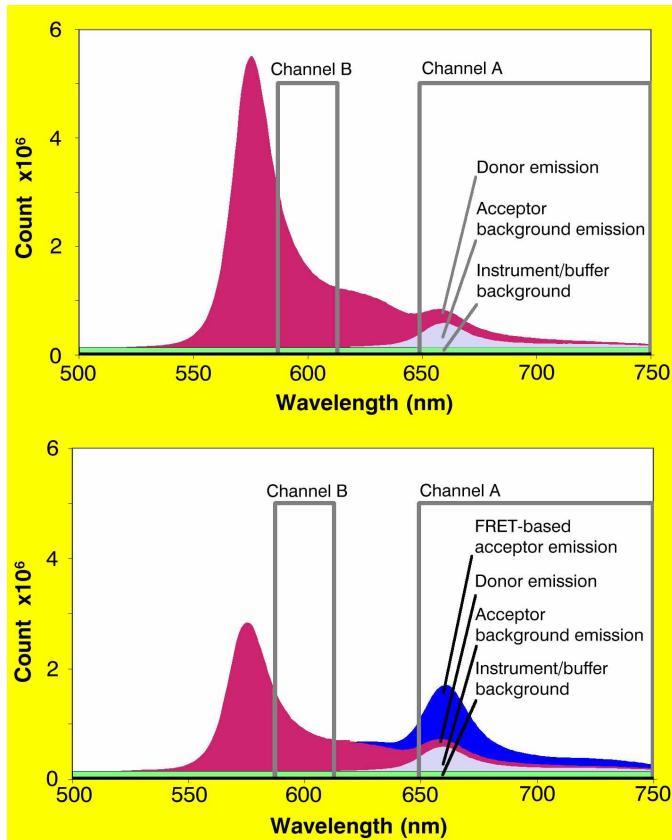 6
Channel B
Channel A
Count x10⁶
4
Donor emission
Acceptor
background emission
2
Instrument/buffer
background
0
500
550
600
650
700
750
Wavelength (nm)
6
Channel B
Channel A
FRET-based
acceptor emission
Count x10⁶
4
Donor emission
Acceptor
background emission
2
Instrument/buffer
background
0
500
550
600
650
700
750
Wavelength (nm)